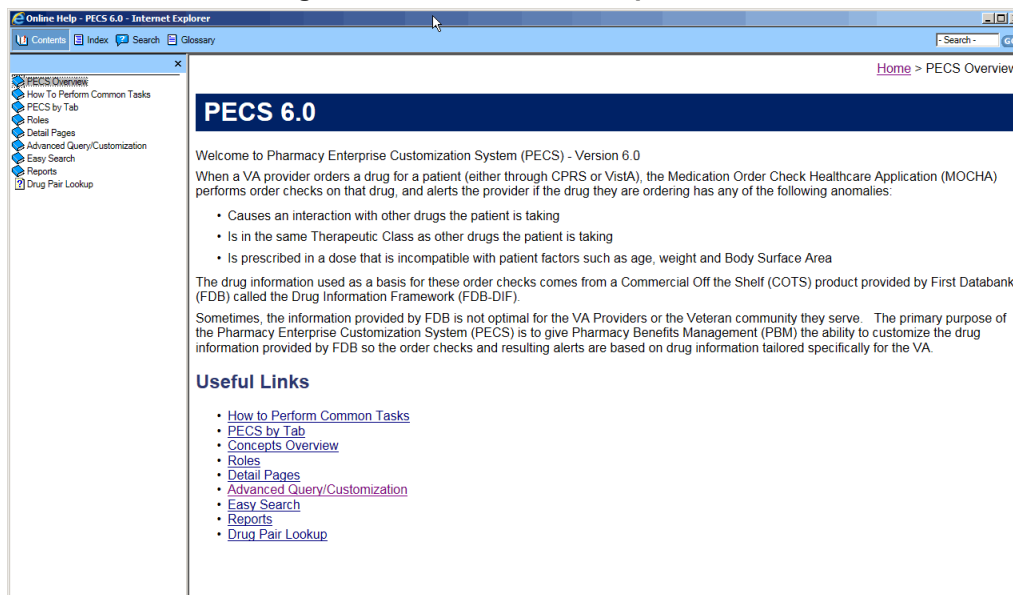 Online Help - PECS 6.0 - Internet Explorer
Contents Index Search Glossary
- Search -
PECS Overview
How To Perform Common Tasks
PECS by Tab
Roles
Detail Pages
Advanced Query/Customization
Easy Search
Reports
Drug Pair Lookup
Home > PECS Overview
PECS 6.0
Welcome to Pharmacy Enterprise Customization System (PECS) - Version 6.0
When a VA provider orders a drug for a patient (either through CPRS or VistA), the Medication Order Check Healthcare Application (MOCHA)
performs order checks on that drug, and alerts the provider if the drug they are ordering has any of the following anomalies:
• Causes an interaction with other drugs the patient is taking
• Is in the same Therapeutic Class as other drugs the patient is taking
• Is prescribed in a dose that is incompatible with patient factors such as age, weight and Body Surface Area
The drug information used as a basis for these order checks comes from a Commercial Off the Shelf (COTS) product provided by First Databank
(FDB) called the Drug Information Framework (FDB-DIF).
Sometimes, the information provided by FDB is not optimal for the VA Providers or the Veteran community they serve. The primary purpose of
the Pharmacy Enterprise Customization System (PECS) is to give Pharmacy Benefits Management (PBM) the ability to customize the drug
information provided by FDB so the order checks and resulting alerts are based on drug information tailored specifically for the VA.
Useful Links
• How to Perform Common Tasks
• PECS by Tab
• Concepts Overview
• Roles
• Detail Pages
• Advanced Query/Customization
• Easy Search
• Reports
• Drug Pair Lookup